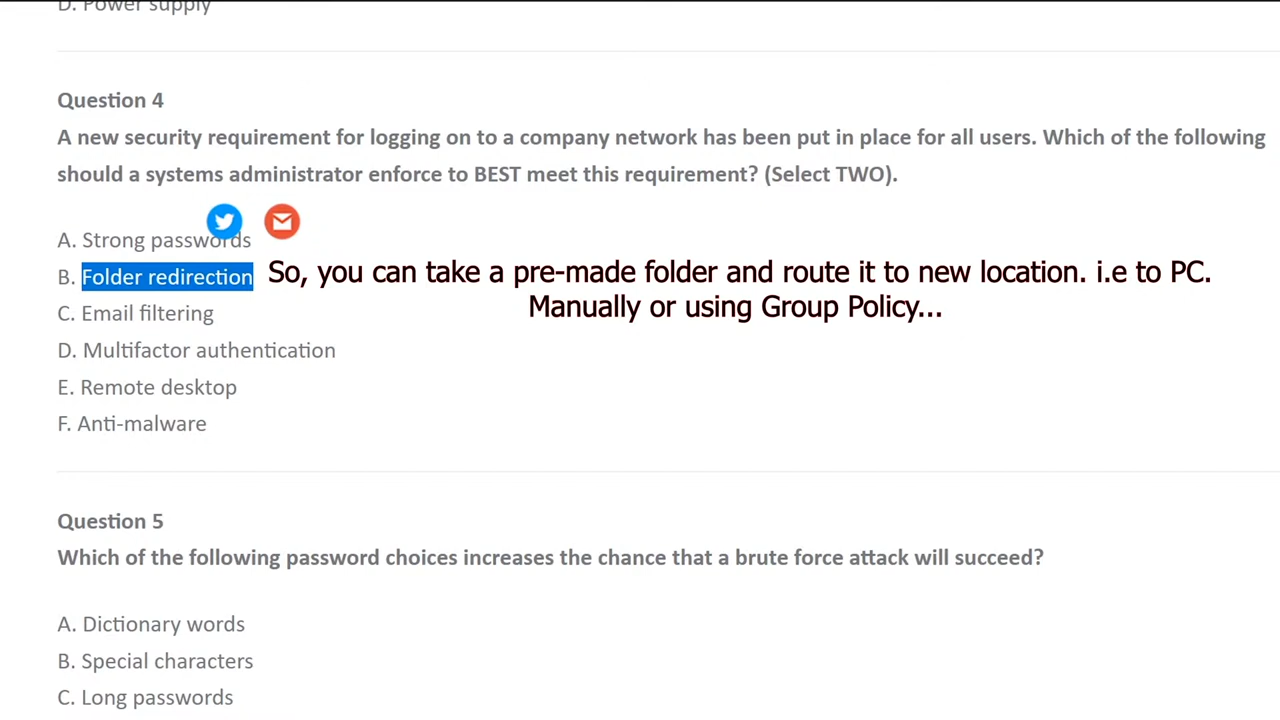 D. Power supply
Question 4
A new security requirement for logging on to a company network has been put in place for all users. Which of the following
should a systems administrator enforce to BEST meet this requirement? (Select TWO).
A. Strong passwords
B. Folder redirection
So, you can take a pre-made folder and route it to new location. i.e to PC.
Manually or using Group Policy...
C. Email filtering
D. Multifactor authentication
E. Remote desktop
F. Anti-malware
Question 5
Which of the following password choices increases the chance that a brute force attack will succeed?
A. Dictionary words
B. Special characters
C. Long passwords